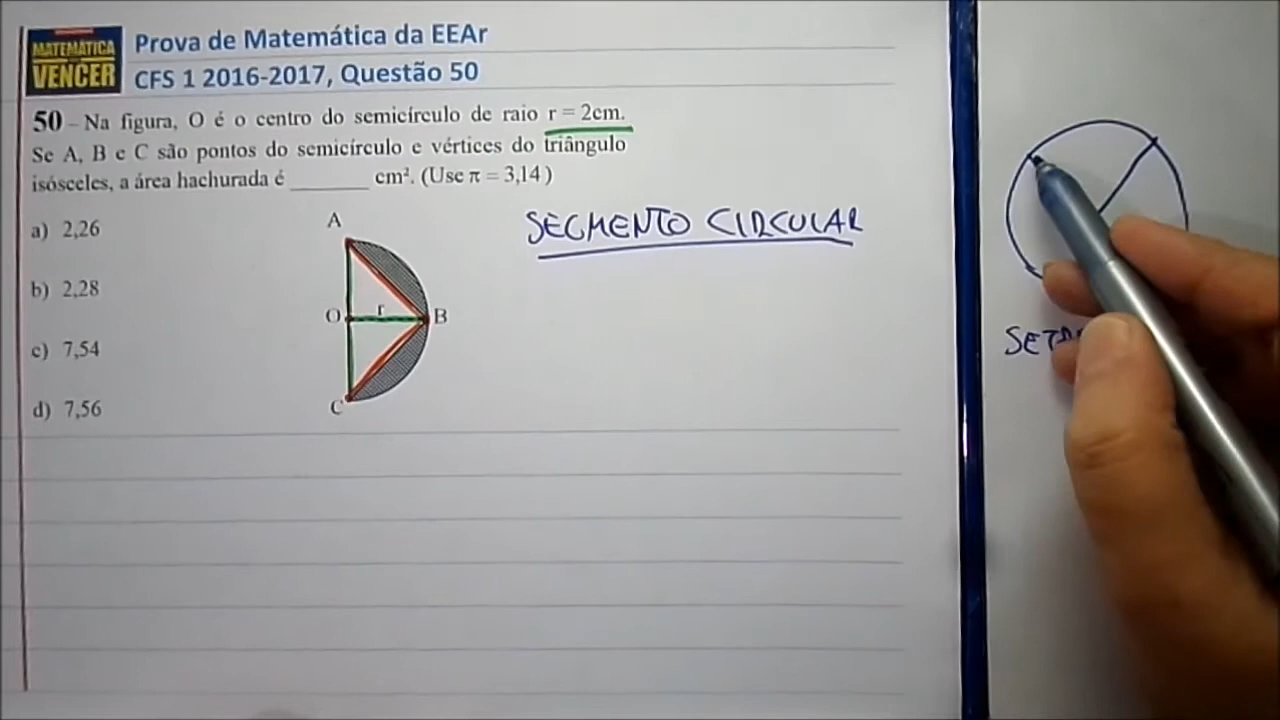 MATEMÁTICA
VENCER
Prova de Matemática da EEAr
CFS 1 2016-2017, Questão 50
50 – Na figura, O é o centro do semicírculo de raio r = 2cm.
Se A, B e C são pontos do semicírculo e vértices do triângulo
isósceles, a área hachurada é ________ cm². (Use π = 3,14 )
a) 2,26
b) 2,28
c) 7,54
d) 7,56
A
O r B
C
SEGMENTO CIRCULAR